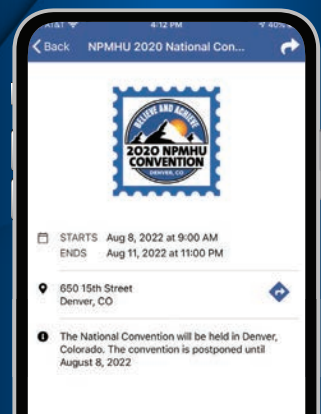 AT&T 4:12 PM 40%
Back NPMHU 2020 National Con...
BELIEVE AND ACHIEVE
2020 NPMHU
CONVENTION
DENVER, CO
STARTS Aug 8, 2022 at 9:00 AM
ENDS Aug 11, 2022 at 11:00 PM
650 15th Street
Denver, CO
The National Convention will be held in Denver,
Colorado. The convention is postponed until
August 8, 2022